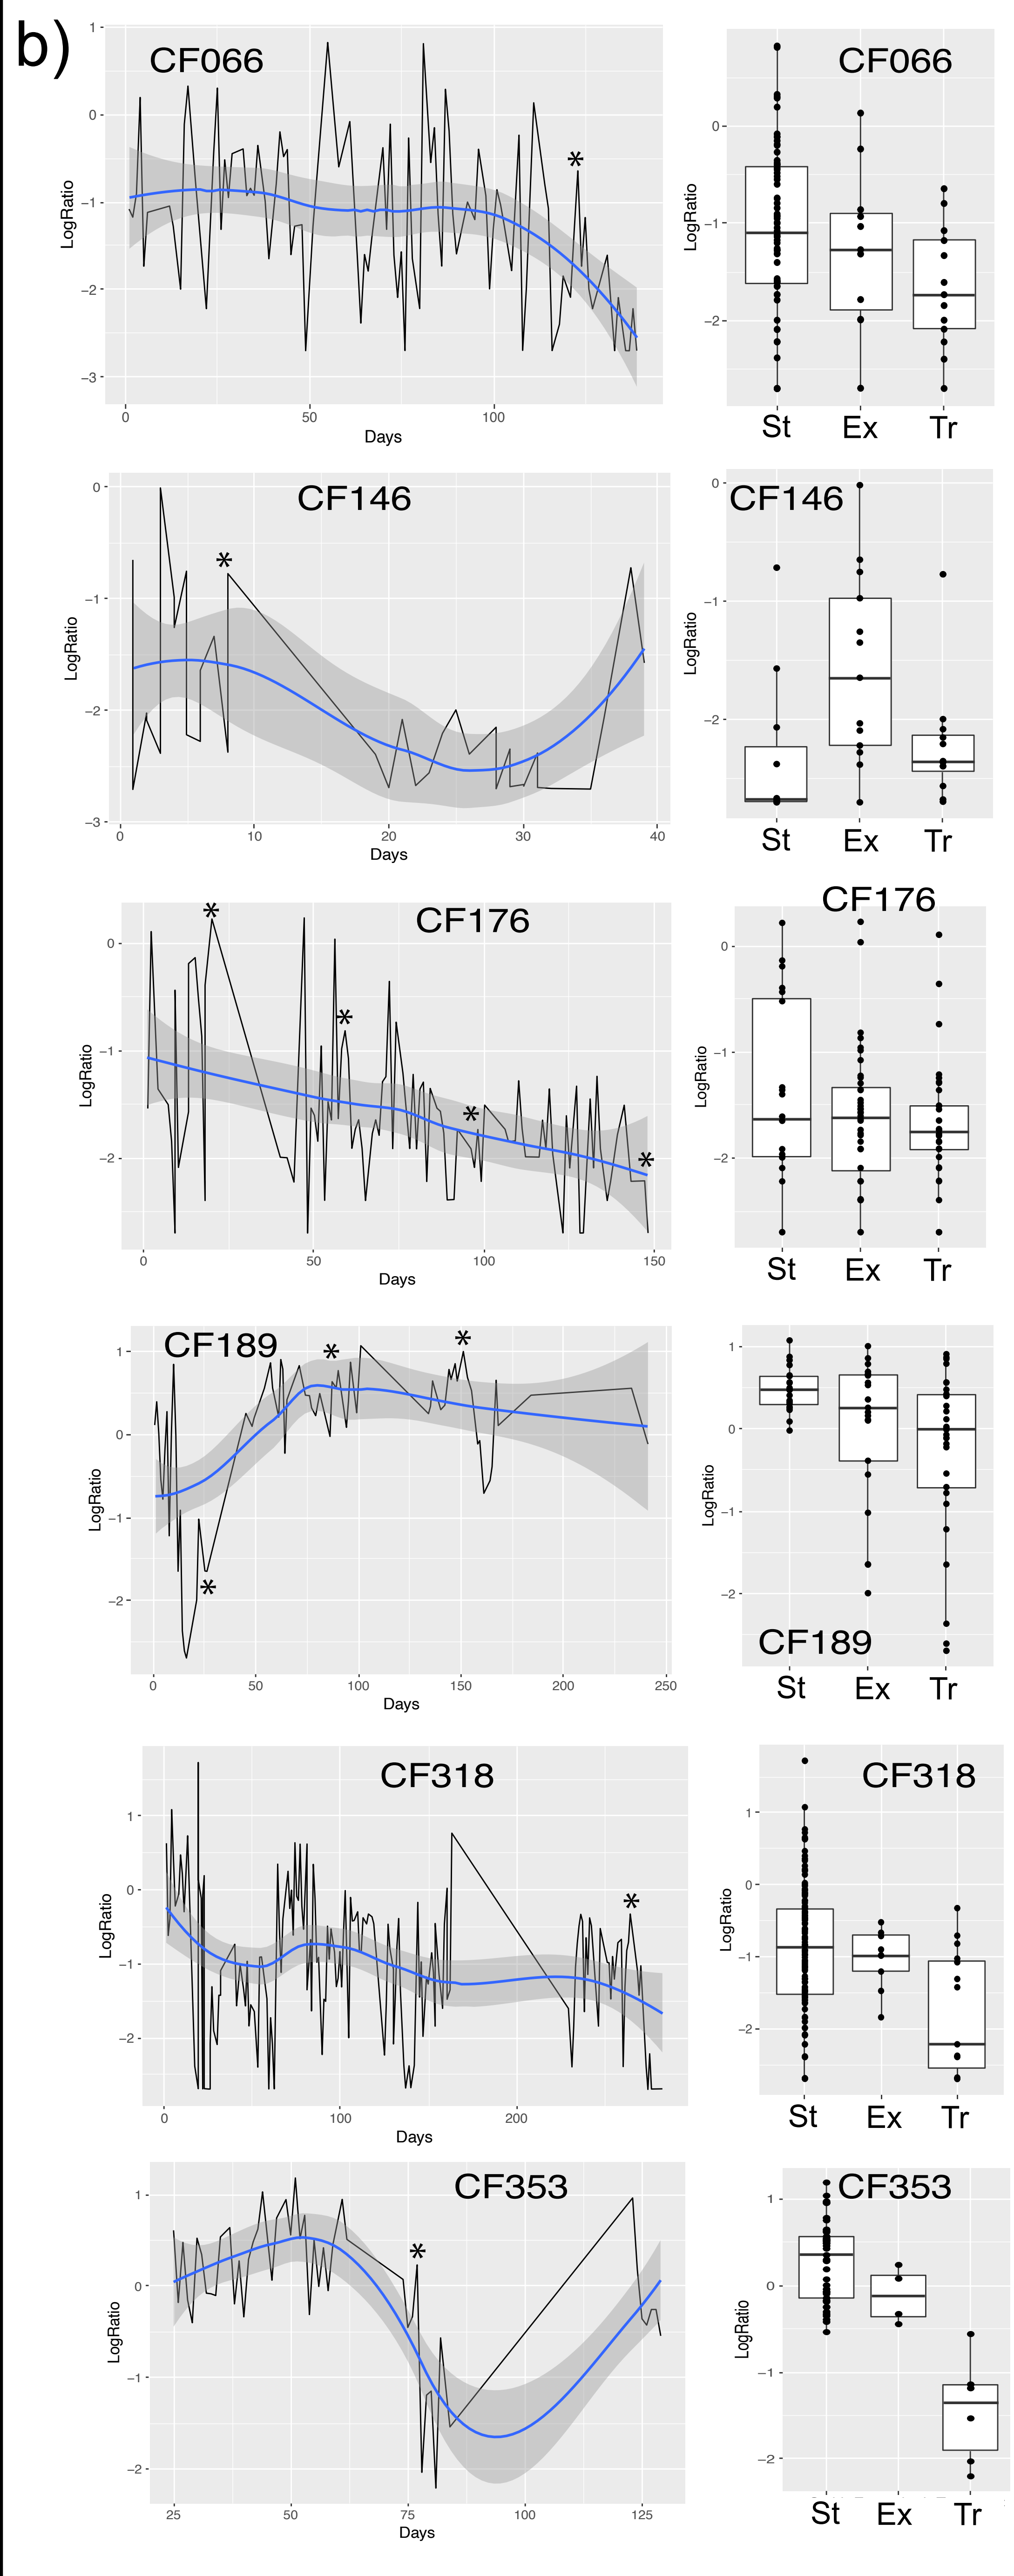 b)
CF066
1
0
−1
−2
−3
LogRatio
0 50 100
Days
CF066
0
−1
−2
LogRatio
St Ex Tr
CF146
0
−1
−2
−3
LogRatio
0 10 20 30 40
Days
CF146
0
−1
−2
LogRatio
St Ex Tr
CF176
0
−1
−2
LogRatio
0 50 100 150
Days
CF176
0
−1
−2
LogRatio
St Ex Tr
CF189
1
0
−1
−2
LogRatio
0 50 100 150 200 250
Days
1
0
−1
−2
LogRatio
CF189
St Ex Tr
CF318
1
0
−1
−2
LogRatio
0 100 200
Days
CF318
1
0
−1
−2
LogRatio
St Ex Tr
CF353
1
0
−1
−2
LogRatio
25 50 75 100 125
Days
CF353
1
0
−1
−2
LogRatio
St Ex Tr